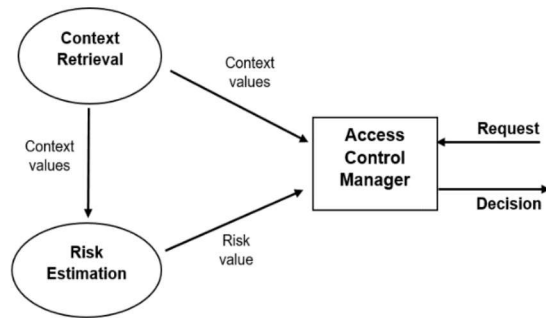 Context
Retrieval
Context
values
Context
values
Access
Control
Manager
Request
Decision
Risk
Estimation
Risk
value